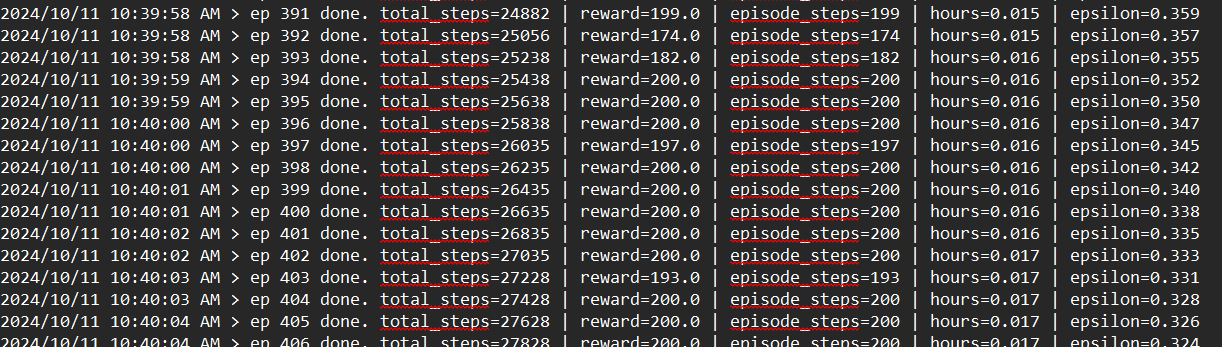 2024/10/11 10:39:58 AM > ep 391 done. total_steps=24882 | reward=199.0 | episode_steps=199 | hours=0.015 | epsilon=0.359
2024/10/11 10:39:58 AM > ep 392 done. total_steps=25056 | reward=174.0 | episode_steps=174 | hours=0.015 | epsilon=0.357
2024/10/11 10:39:58 AM > ep 393 done. total_steps=25238 | reward=182.0 | episode_steps=182 | hours=0.016 | epsilon=0.355
2024/10/11 10:39:59 AM > ep 394 done. total_steps=25438 | reward=200.0 | episode_steps=200 | hours=0.016 | epsilon=0.352
2024/10/11 10:39:59 AM > ep 395 done. total_steps=25638 | reward=200.0 | episode_steps=200 | hours=0.016 | epsilon=0.350
2024/10/11 10:40:00 AM > ep 396 done. total_steps=25838 | reward=200.0 | episode_steps=200 | hours=0.016 | epsilon=0.347
2024/10/11 10:40:00 AM > ep 397 done. total_steps=26035 | reward=197.0 | episode_steps=197 | hours=0.016 | epsilon=0.345
2024/10/11 10:40:00 AM > ep 398 done. total_steps=26235 | reward=200.0 | episode_steps=200 | hours=0.016 | epsilon=0.342
2024/10/11 10:40:01 AM > ep 399 done. total_steps=26435 | reward=200.0 | episode_steps=200 | hours=0.016 | epsilon=0.340
2024/10/11 10:40:01 AM > ep 400 done. total_steps=26635 | reward=200.0 | episode_steps=200 | hours=0.016 | epsilon=0.338
2024/10/11 10:40:02 AM > ep 401 done. total_steps=26835 | reward=200.0 | episode_steps=200 | hours=0.016 | epsilon=0.335
2024/10/11 10:40:02 AM > ep 402 done. total_steps=27035 | reward=200.0 | episode_steps=200 | hours=0.017 | epsilon=0.333
2024/10/11 10:40:03 AM > ep 403 done. total_steps=27228 | reward=193.0 | episode_steps=193 | hours=0.017 | epsilon=0.331
2024/10/11 10:40:03 AM > ep 404 done. total_steps=27428 | reward=200.0 | episode_steps=200 | hours=0.017 | epsilon=0.328
2024/10/11 10:40:04 AM > ep 405 done. total_steps=27628 | reward=200.0 | episode_steps=200 | hours=0.017 | epsilon=0.326
2024/10/11 10:40:04 AM > ep 406 done. total_steps=27828 | reward=200.0 | episode_steps=200 | hours=0.017 | epsilon=0.324